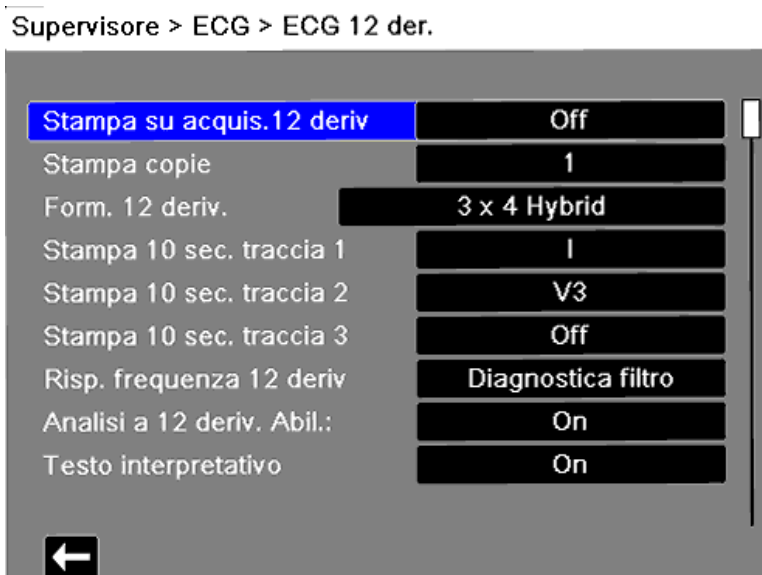 Supervisore > ECG > ECG 12 der.
Stampa su acquis.12 deriv Off
Stampa copie 1
Form. 12 deriv. 3 x 4 Hybrid
Stampa 10 sec. traccia 1 I
Stampa 10 sec. traccia 2 V3
Stampa 10 sec. traccia 3 Off
Risp. frequenza 12 deriv Diagnostica filtro
Analisi a 12 deriv. Abil.: On
Testo interpretativo On